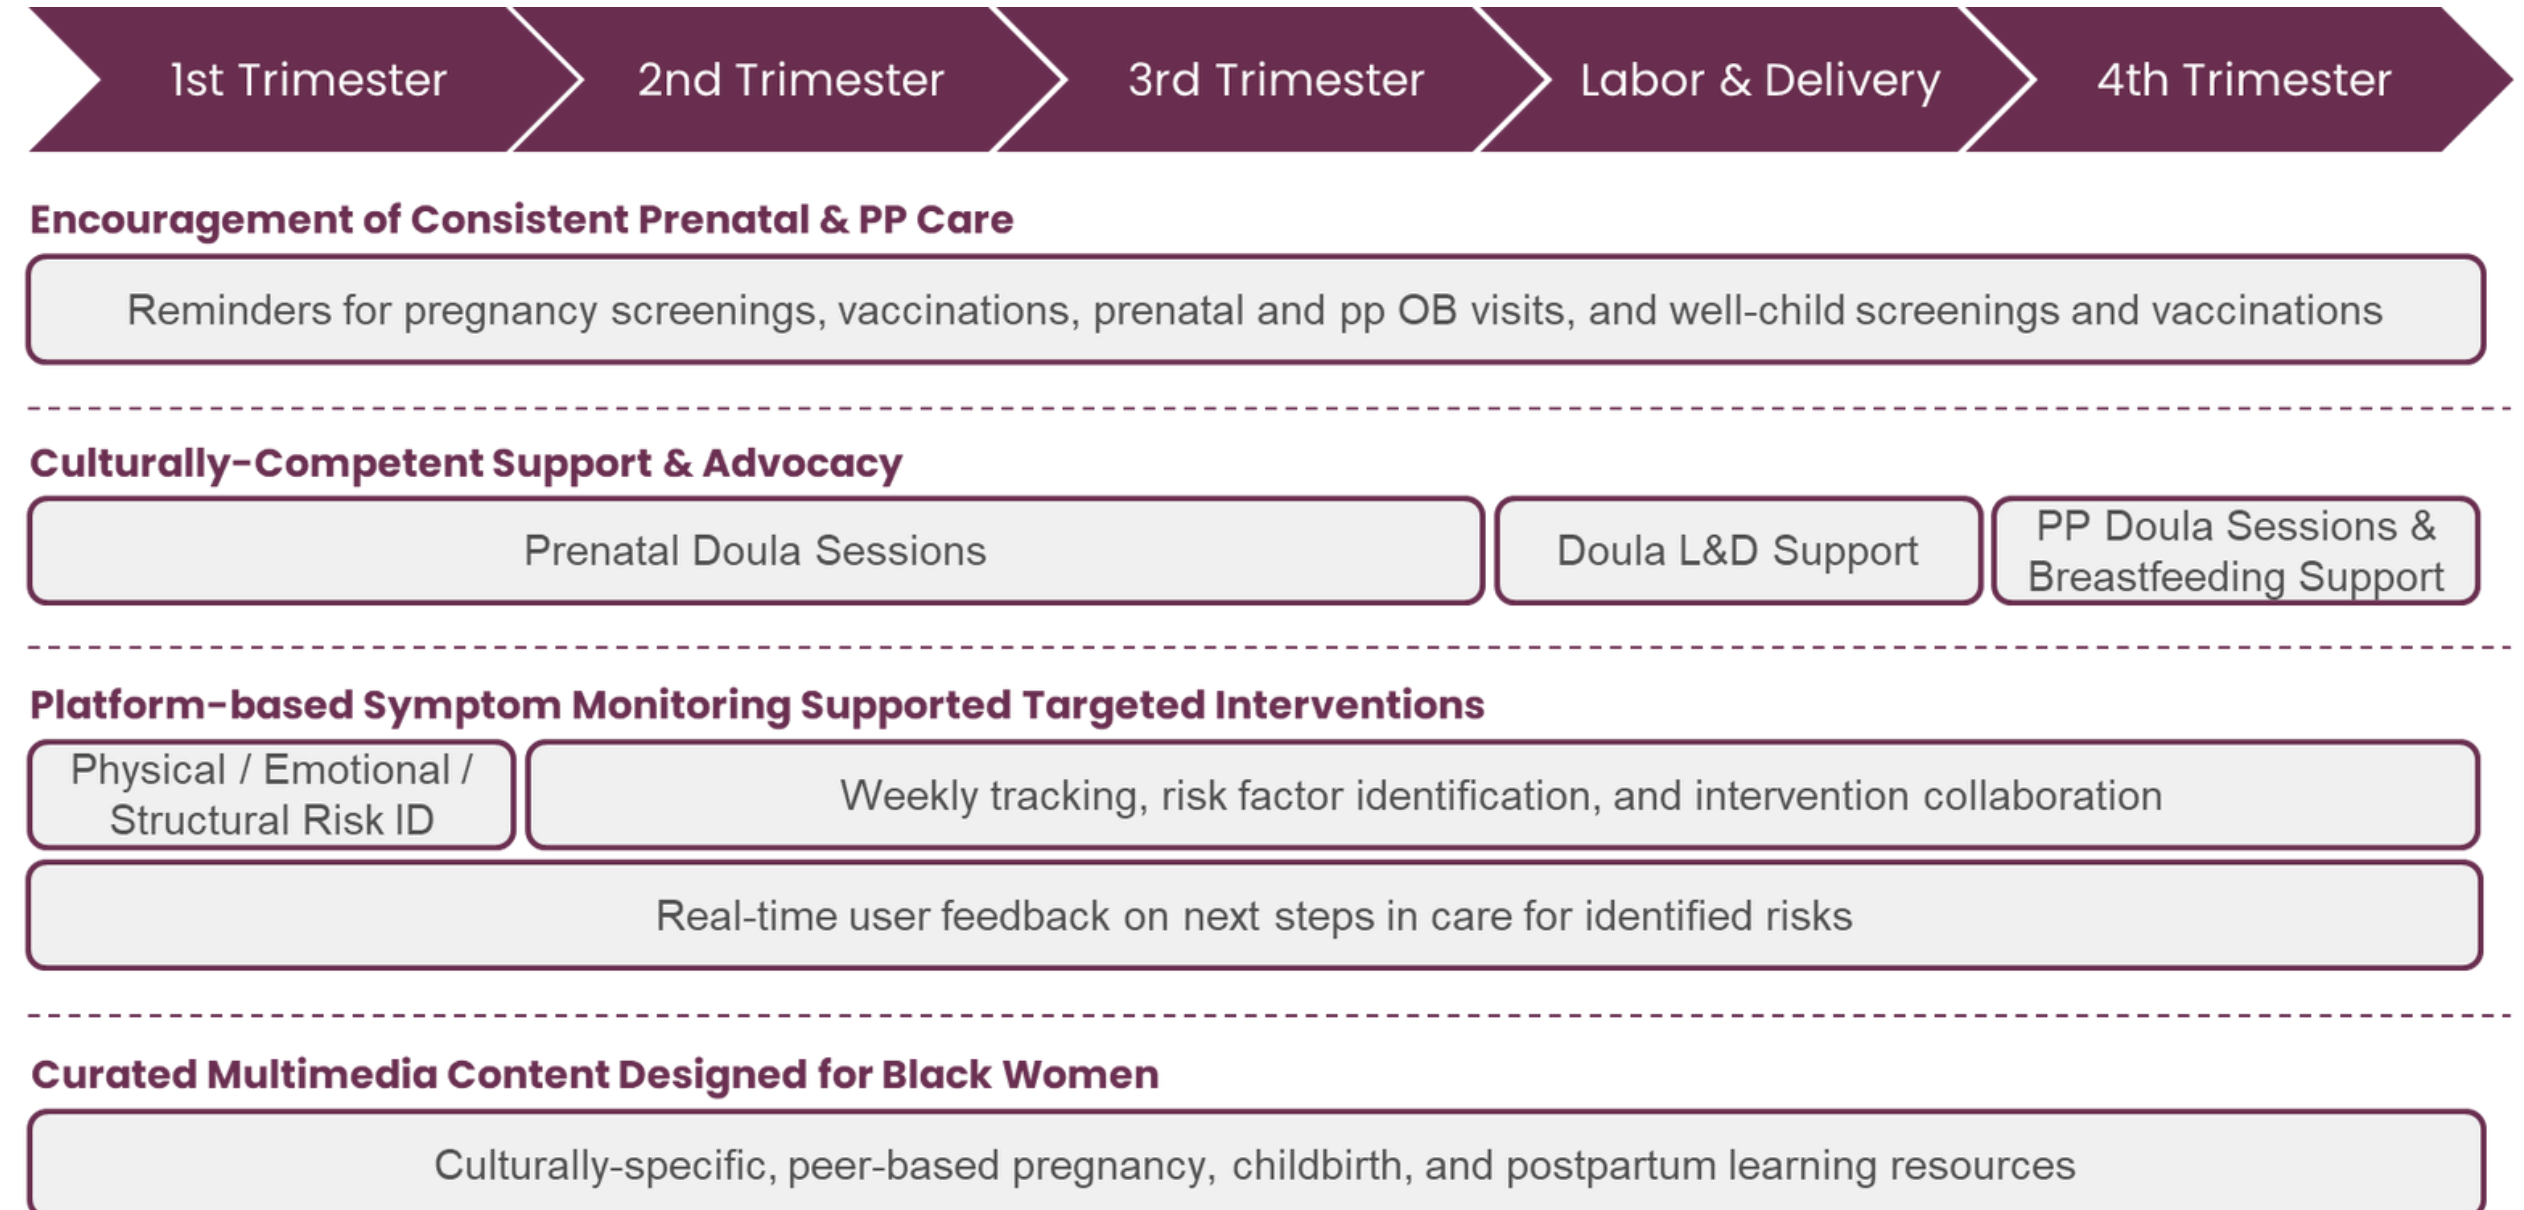 1st Trimester
2nd Trimester
3rd Trimester
Labor & Delivery
4th Trimester
Encouragement of Consistent Prenatal & PP Care
Reminders for pregnancy screenings, vaccinations, prenatal and pp OB visits, and well-child screenings and vaccinations
Culturally-Competent Support & Advocacy
Prenatal Doula Sessions
Doula L&D Support
PP Doula Sessions &
Breastfeeding Support
Platform-based Symptom Monitoring Supported Targeted Interventions
Physical / Emotional /
Structural Risk ID
Weekly tracking, risk factor identification, and intervention collaboration
Real-time user feedback on next steps in care for identified risks
Curated Multimedia Content Designed for Black Women
Culturally-specific, peer-based pregnancy, childbirth, and postpartum learning resources